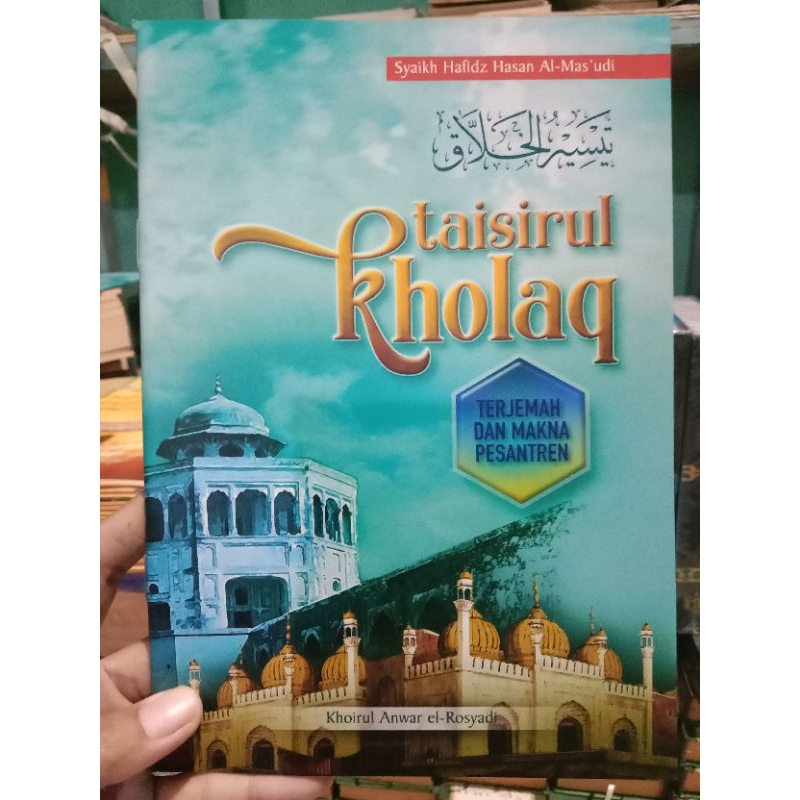 Syaikh Hafidz Hasan Al-Mas'udi
تيسير الخلاق
taisirul
kholaq
TERJEMAH
DAN MAKNA
PESANTREN
Khoirul Anwar el-Rosyadi